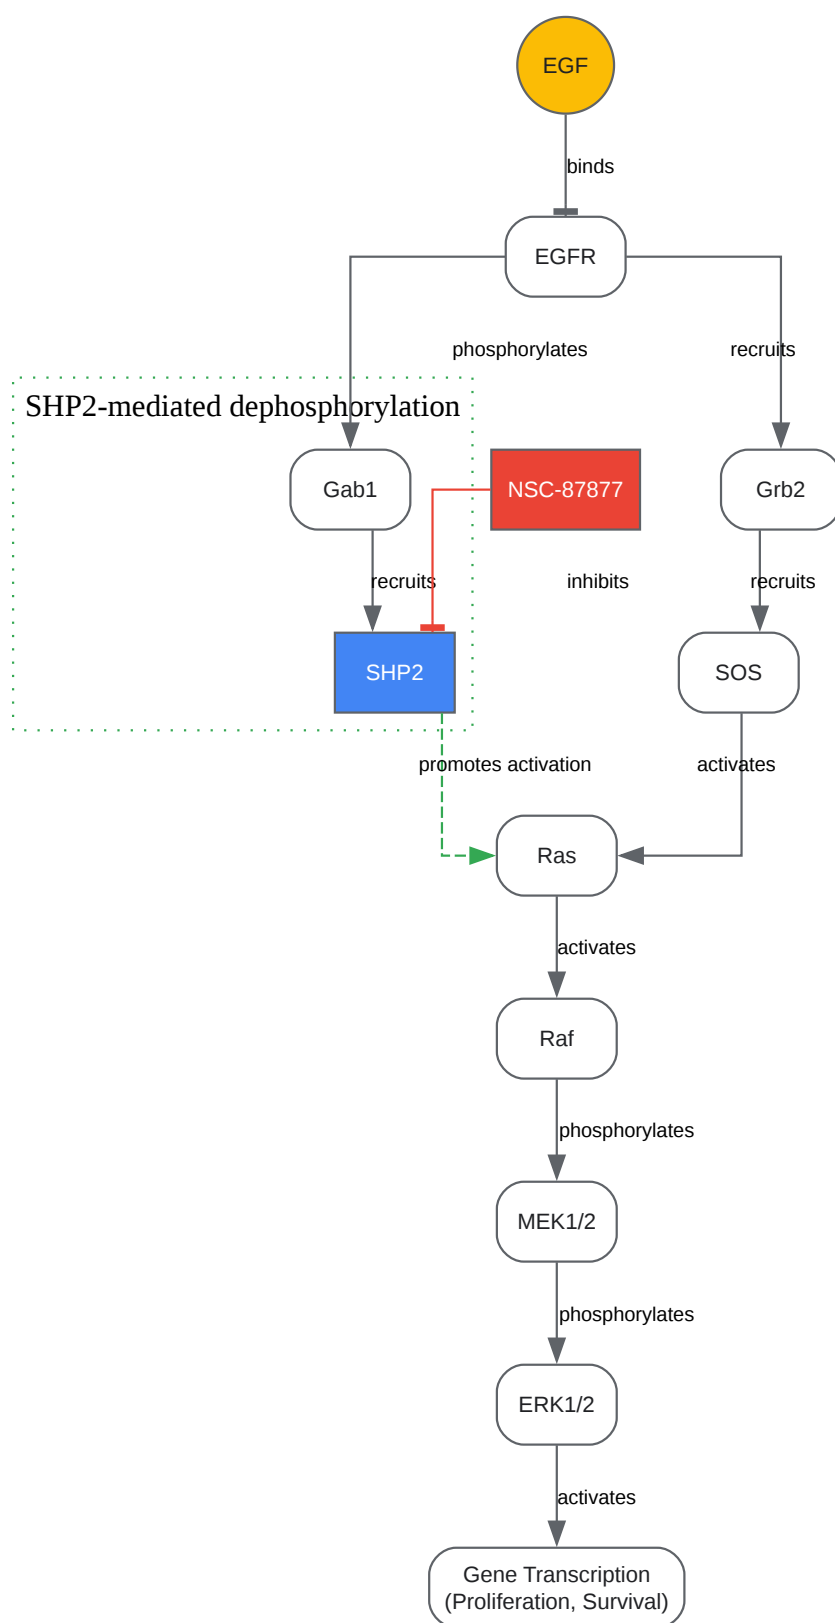 EGF
binds
EGFR
phosphorylates
recruits
SHP2-mediated dephosphorylation
Gab1
NSC-87877
Grb2
recruits
inhibits
recruits
SHP2
SOS
promotes activation
activates
Ras
activates
Raf
phosphorylates
MEK1/2
phosphorylates
ERK1/2
activates
Gene Transcription
(Proliferation, Survival)